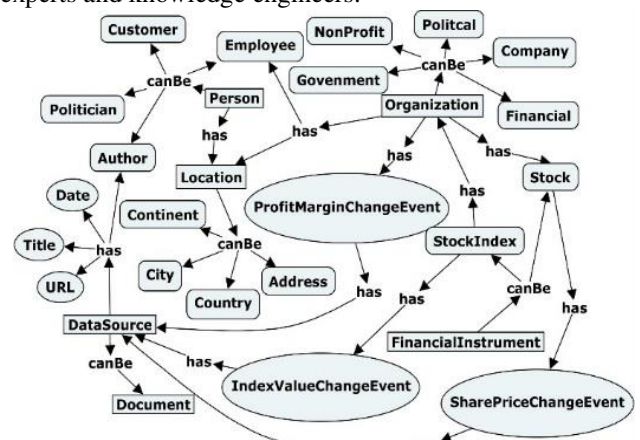 experts and knowledge engineers.
Customer
Employee
NonProfit
Politcal
Company
canBe
canBe
Govenment
Politician
Person
Organization
Financial
has
has
has
has
Author
Location
Stock
Date
has
ProfitMarginChangeEvent
Continent
Title
has
canBe
StockIndex
URL
City
Address
Country
has
has
canBe
has
DataSource
FinancialInstrument
canBe
has
IndexValueChangeEvent
SharePriceChangeEvent
Document